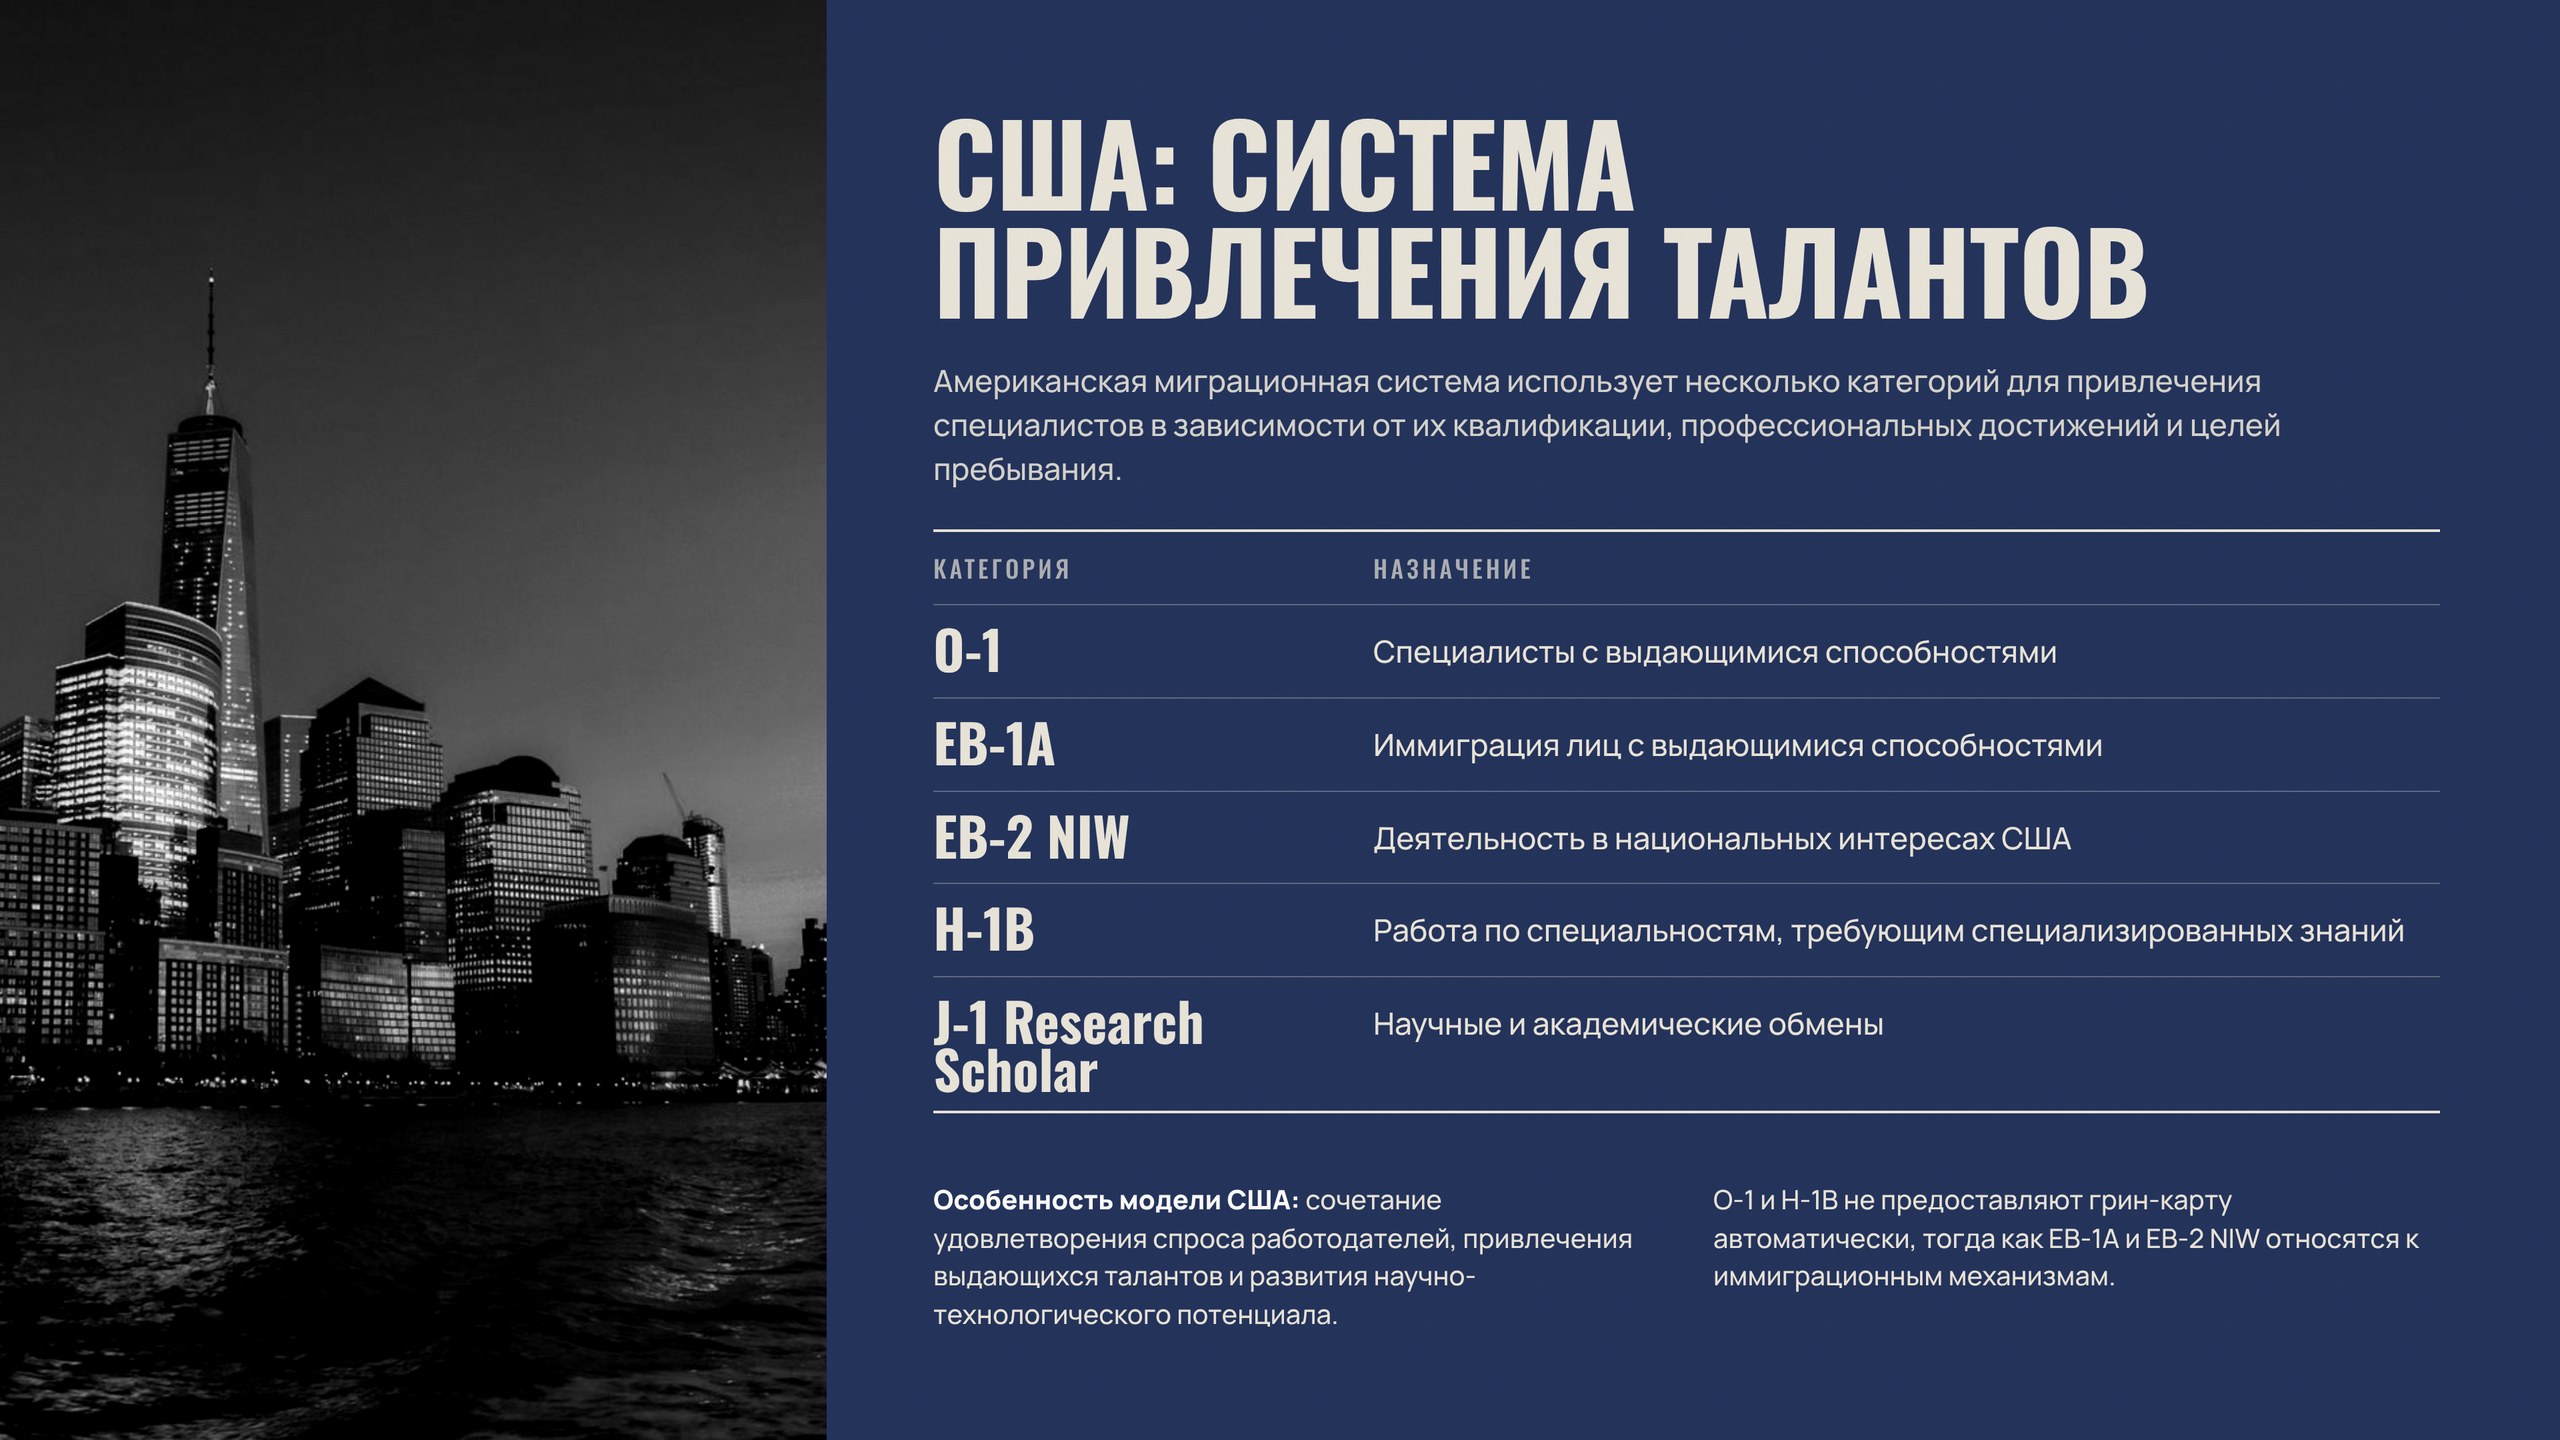 США: СИСТЕМА
ПРИВЛЕЧЕНИЯ ТАЛАНТОВ
Американская миграционная система использует несколько категорий для привлечения
специалистов в зависимости от их квалификации, профессиональных достижений и целей
пребывания.
КАТЕГОРИЯ НАЗНАЧЕНИЕ
O-1 Специалисты с выдающимися способностями
EB-1A Иммиграция лиц с выдающимися способностями
EB-2 NIW Деятельность в национальных интересах США
H-1B Работа по специальностям, требующим специализированных знаний
J-1 Research Научные и академические обмены
Scholar
Особенность модели США: сочетание
удовлетворения спроса работодателей, привлечения
выдающихся талантов и развития научно-
технологического потенциала.
O-1 и H-1B не предоставляют грин-карту
автоматически, тогда как EB-1A и EB-2 NIW относятся к
иммиграционным механизмам.